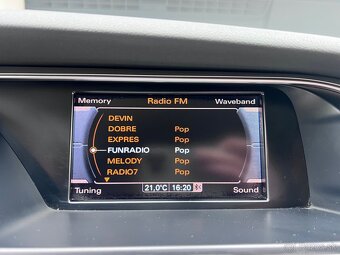 Memory Radio FM Waveband
DEVIN
DOBRE Pop
EXPRES Pop
FUNRADIO Pop
MELODY Pop
RADIO7 Pop
Tuning 21,0°C 16:20 Sound